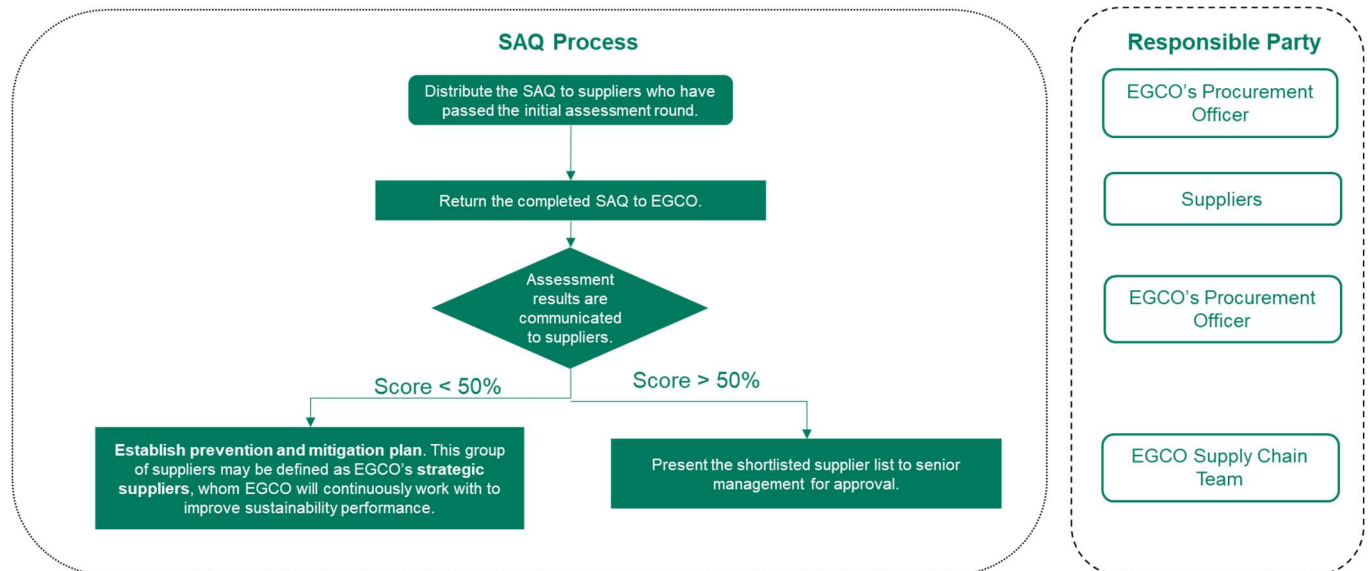 SAQ Process
Distribute the SAQ to suppliers who have
passed the initial assessment round.
Return the completed SAQ to EGCO.
Assessment
results are
communicated
to suppliers.
Score < 50%
Score > 50%
Establish prevention and mitigation plan. This group
of suppliers may be defined as EGCO's strategic
suppliers, whom EGCO will continuously work with to
improve sustainability performance.
Present the shortlisted supplier list to senior
management for approval.
Responsible Party
EGCO's Procurement
Officer
Suppliers
EGCO's Procurement
Officer
EGCO Supply Chain
Team